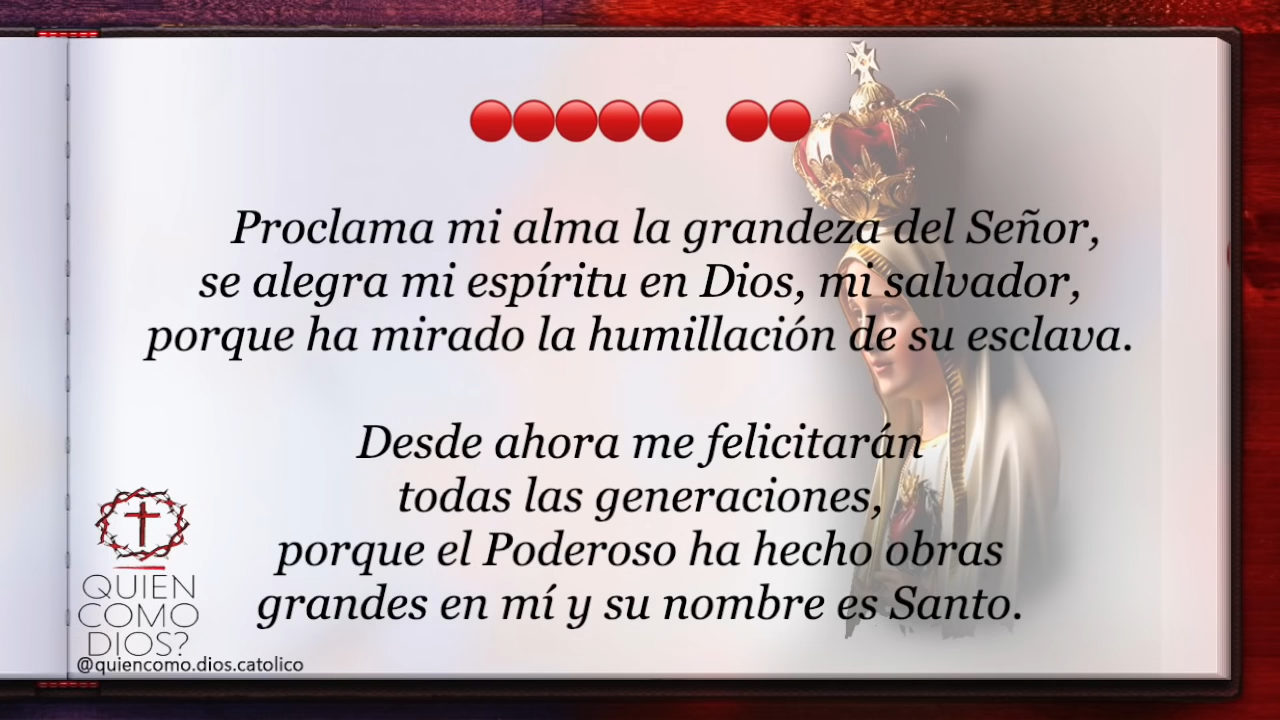 Proclama mi alma la grandeza del Señor,
se alegra mi espíritu en Dios, mi salvador,
porque ha mirado la humillación de su esclava.
Desde ahora me felicitarán
todas las generaciones,
porque el Poderoso ha hecho obras
grandes en mí y su nombre es Santo.
QUIEN
COMO
DIOS?
@quiencomo.dios.catolico